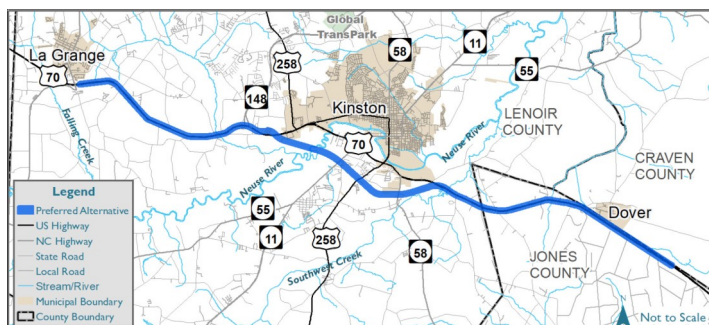 Global
TransPark
La Grange
70
258
58
11
55
148
Kinston
LENOIR
COUNTY
70
Neuse River
Falling Creek
Neuse River
CRAVEN
COUNTY
Dover
55
11
258
58
Southwest Creek
JONES
COUNTY
Legend
Preferred Alternative
US Highway
NC Highway
State Road
Local Road
Stream/River
Municipal Boundary
County Boundary
N
Not to Scale